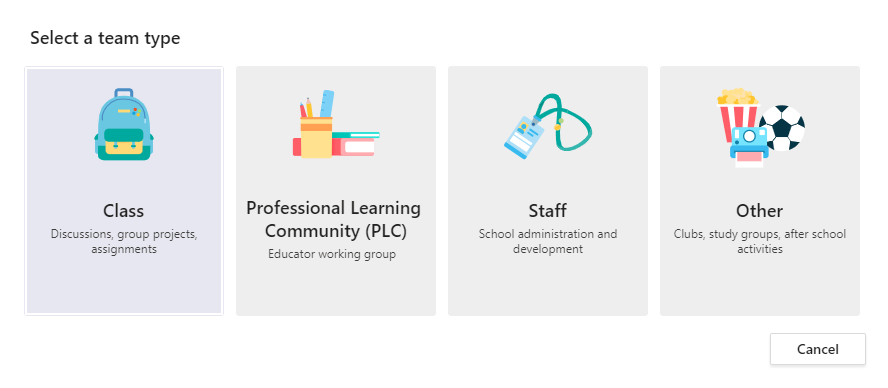 Select a team type
Class
Discussions, group projects,
assignments
Professional Learning
Community (PLC)
Educator working group
Staff
School administration and
development
Other
Clubs, study groups, after school
activities
Cancel